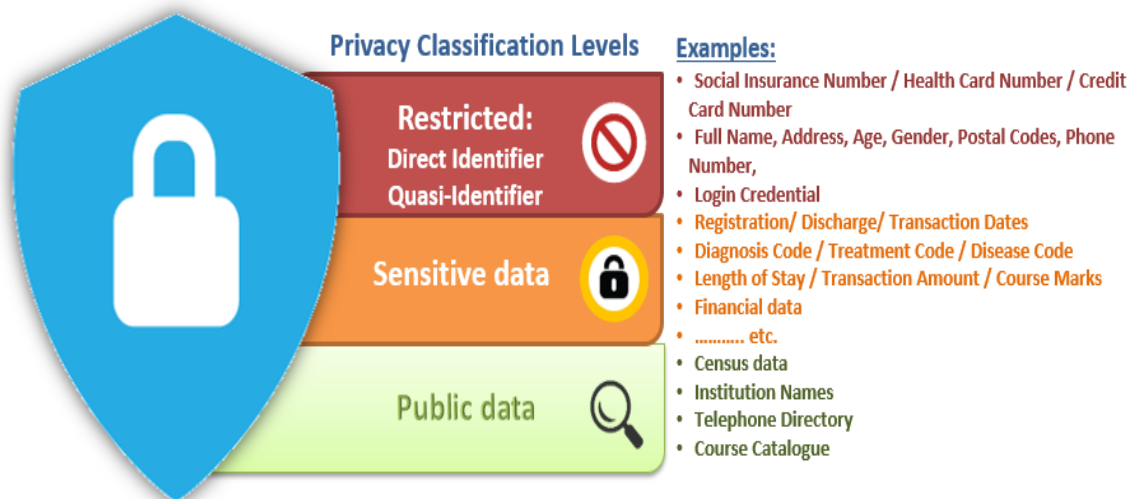 Privacy Classification Levels
Restricted:
Direct Identifier
Quasi-Identifier
Sensitive data
Public data
Examples:
• Social Insurance Number / Health Card Number / Credit
Card Number
• Full Name, Address, Age, Gender, Postal Codes, Phone
Number,
• Login Credential
• Registration/ Discharge/ Transaction Dates
• Diagnosis Code / Treatment Code / Disease Code
• Length of Stay / Transaction Amount / Course Marks
• Financial data
• ........... etc.
• Census data
• Institution Names
• Telephone Directory
• Course Catalogue